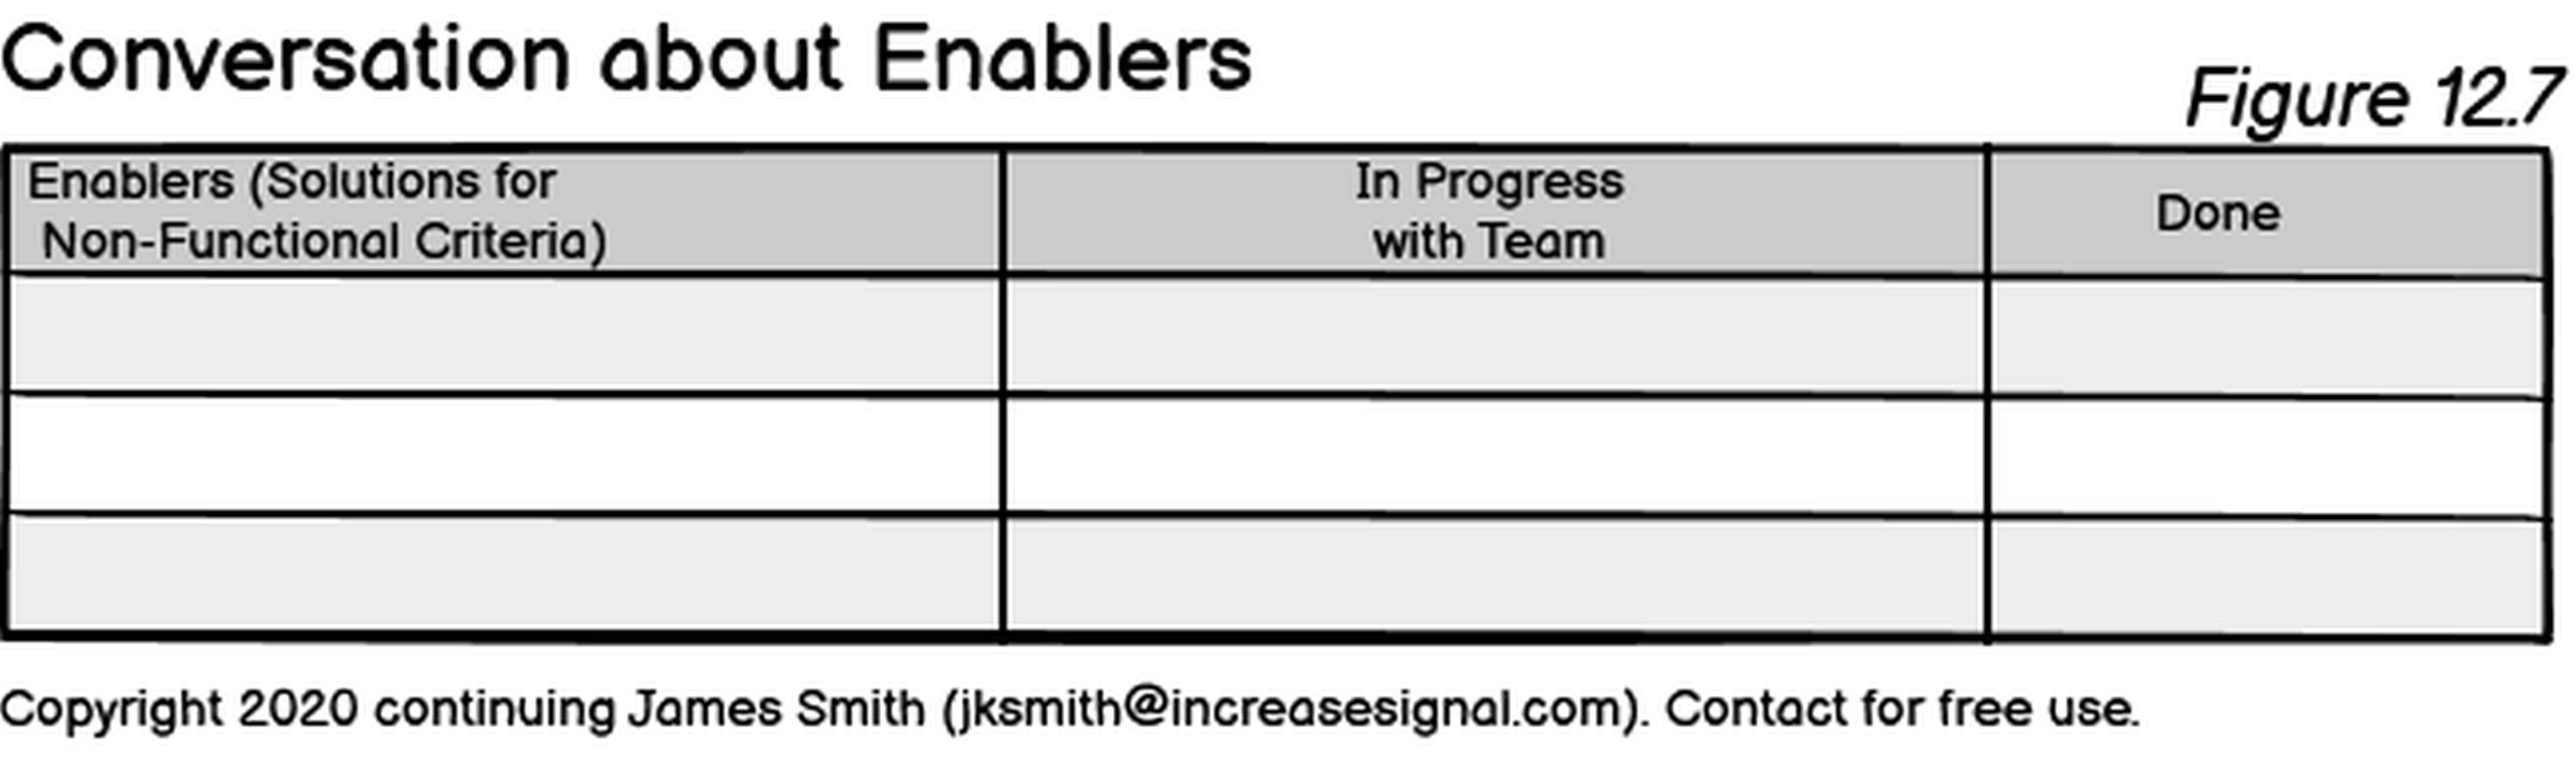 Conversation about Enablers
Figure 12.7
Enablers (Solutions for
Non-Functional Criteria)
In Progress
with Team
Done
Copyright 2020 continuing James Smith (jksmith@increasesignal.com). Contact for free use.